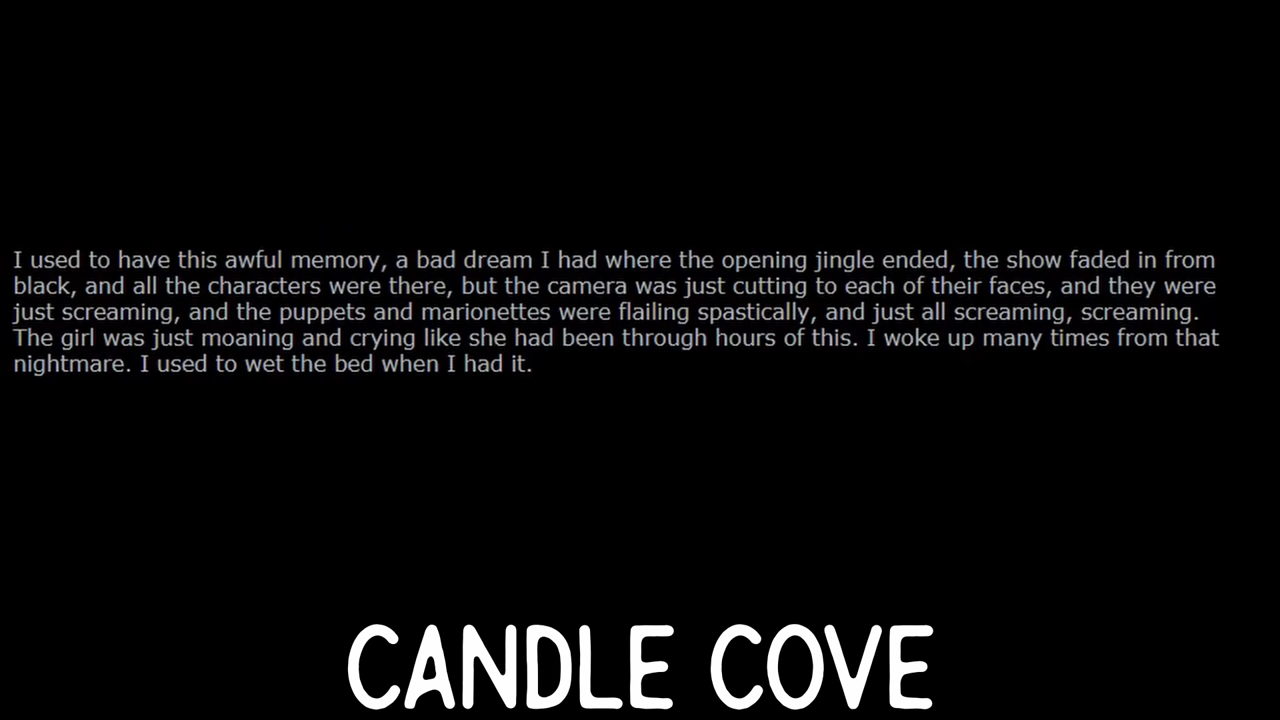 I used to have this awful memory, a bad dream I had where the opening jingle ended, the show faded in from
black, and all the characters were there, but the camera was just cutting to each of their faces, and they were
just screaming, and the puppets and marionettes were flailing spastically, and just all screaming, screaming.
The girl was just moaning and crying like she had been through hours of this. I woke up many times from that
nightmare. I used to wet the bed when I had it.
CANDLE COVE